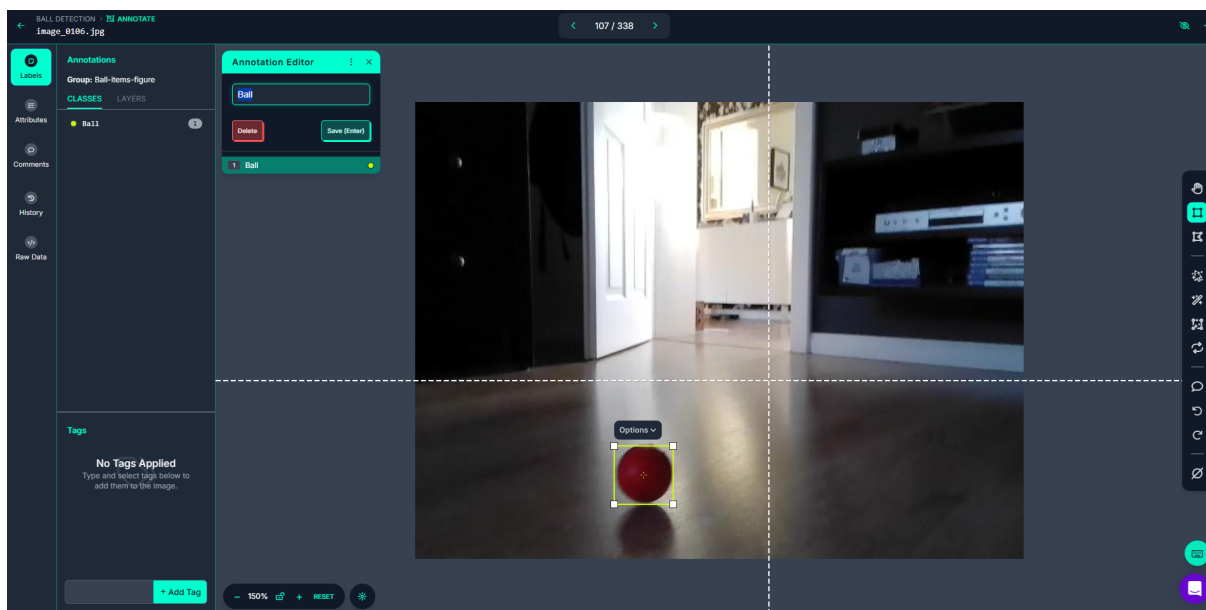 BALL DETECTION > ANNOTATE
image_0106.jpg
107 / 338
Labels
Attributes
Comments
History
Raw Data
Annotations
Group: Ball-Items-figure
CLASSES LAYERS
Ball 1
Tags
No Tags Applied
Type and select tags below to
add them to the image.
+ Add Tag
Annotation Editor
Ball
Delete Save (Enter)
1 Ball
Options
- 150% + RESET